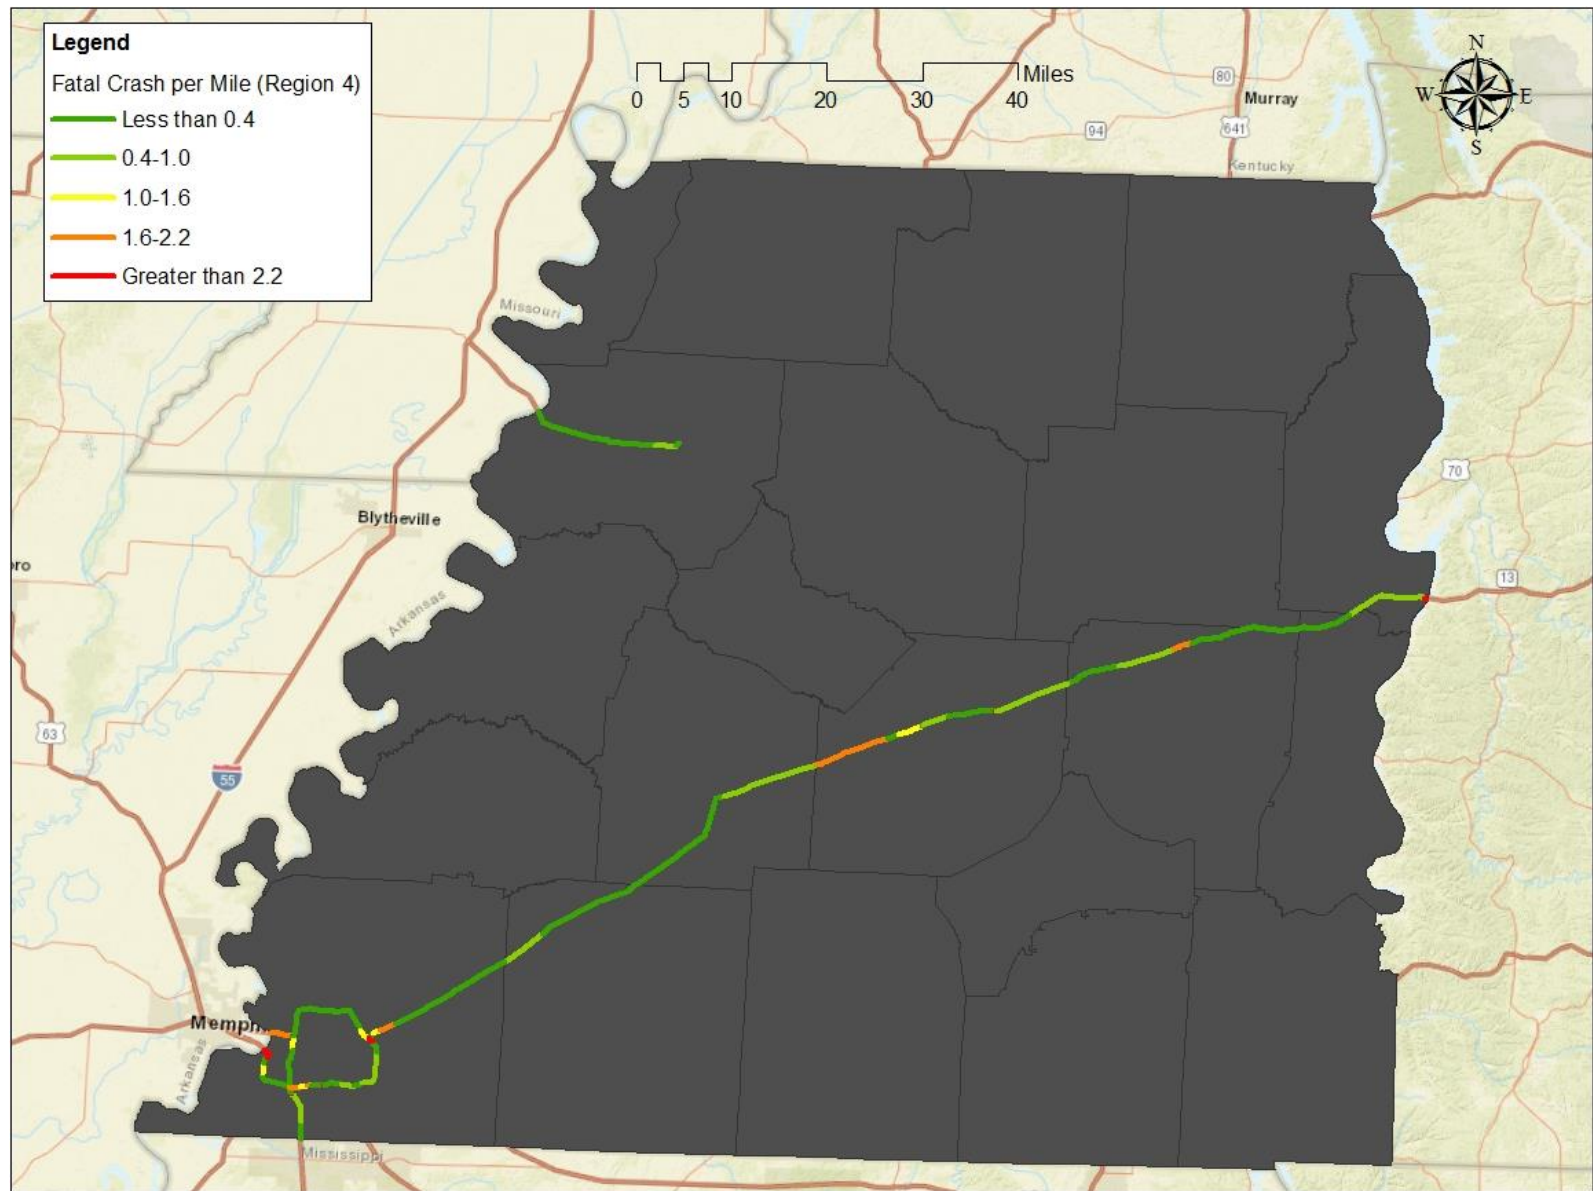 Legend
Fatal Crash per Mile (Region 4)
Less than 0.4
0.4-1.0
1.0-1.6
1.6-2.2
Greater than 2.2
Miles
0 5 10 20 30 40
N
W E
S
80
Murray
94
641
Kentucky
Missouri
70
Blytheville
ro
13
Arkansas
63
55
Memph
Arkansas
Mississippi